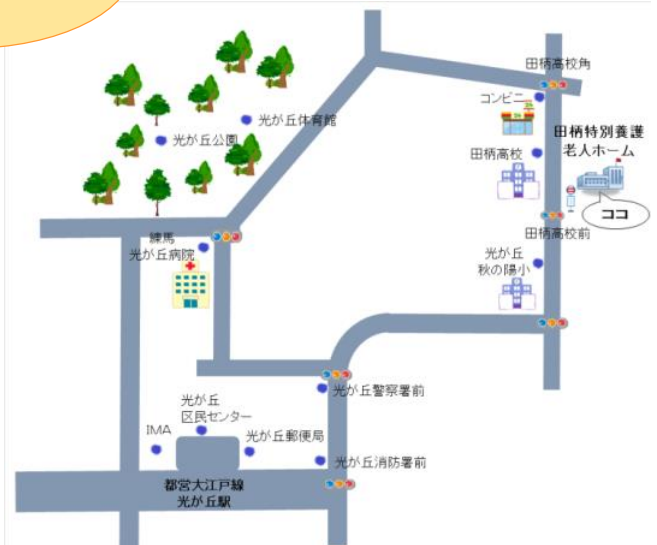 田柄高校角
コンビニ
光が丘体育館
田柄特別養護
老人ホーム
光が丘公園
田柄高校
ココ
田柄高校前
練馬
光が丘病院
光が丘
秋の陽小
光が丘警察署前
光が丘
区民センター
IMA
光が丘郵便局
光が丘消防署前
都営大江戸線
光が丘駅